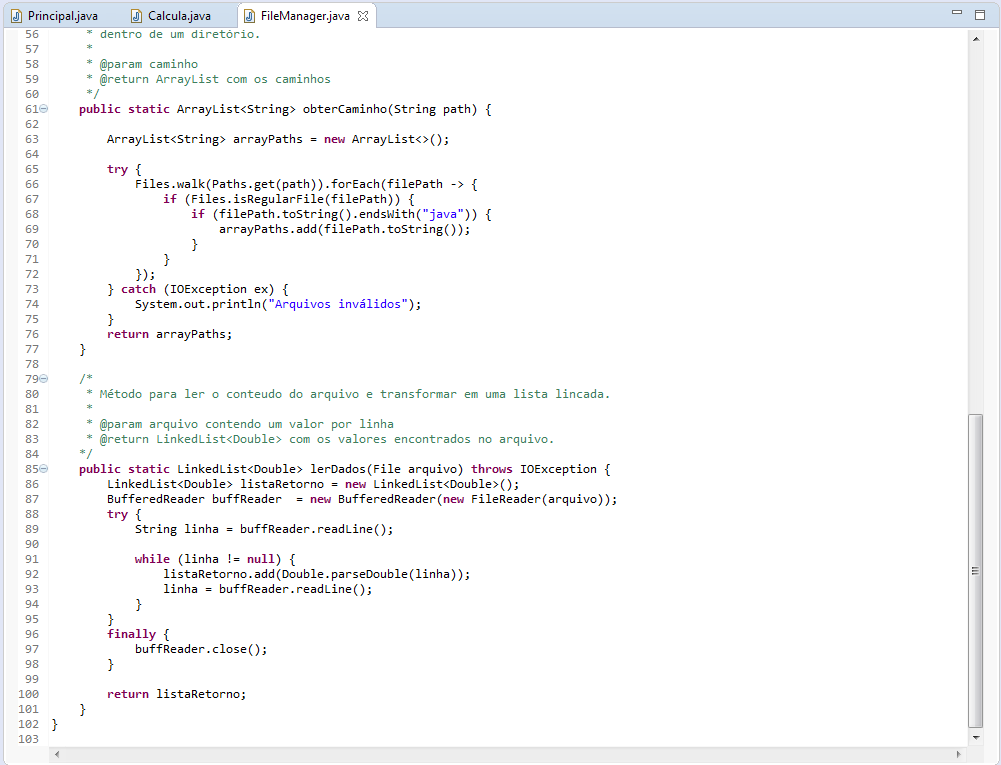 Principal.java Calcula.java FileManager.java
56 * dentro de um diretório.
57 *
58 * @param caminho
59 * @return ArrayList com os caminhos
60 */
61 public static ArrayList<String> obterCaminho(String path) {
62
63 ArrayList<String> arrayPaths = new ArrayList<>();
64
65 try {
66 Files.walk(Paths.get(path)).forEach(filePath -> {
67 if (Files.isRegularFile(filePath)) {
68 if (filePath.toString().endsWith("java")) {
69 arrayPaths.add(filePath.toString());
70 }
71 }
72 });
73 } catch (IOException ex) {
74 System.out.println("Arquivos inválidos");
75 }
76 return arrayPaths;
77 }
78
79 /*
80 * Método para ler o conteudo do arquivo e transformar em uma lista lincada.
81 *
82 * @param arquivo contendo um valor por linha
83 * @return LinkedList<Double> com os valores encontrados no arquivo.
84 */
85 public static LinkedList<Double> lerDados(File arquivo) throws IOException {
86 LinkedList<Double> listaRetorno = new LinkedList<Double>();
87 BufferedReader buffReader  = new BufferedReader(new FileReader(arquivo));
88 try {
89 String linha = buffReader.readLine();
90
91 while (linha != null) {
92 listaRetorno.add(Double.parseDouble(linha));
93 linha = buffReader.readLine();
94 }
95 }
96 finally {
97 buffReader.close();
98 }
99
100 return listaRetorno;
101 }
102 }
103